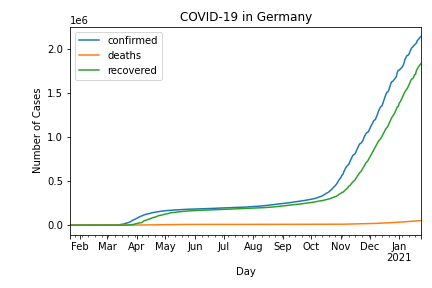 COVID-19 in Germany
1e6
confirmed
deaths
recovered
Number of Cases
2.0
1.5
1.0
0.5
0.0
Feb Mar Apr May Jun Jul Aug Sep Oct Nov Dec Jan
2021
Day